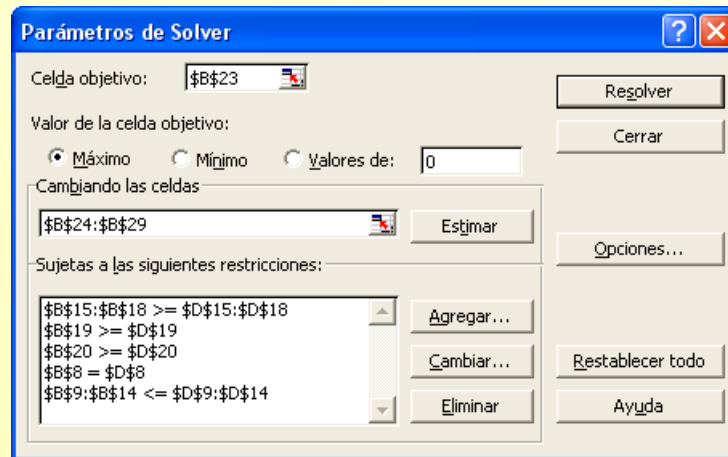 Parámetros de Solver
Celda objetivo: $B$23
Resolver
Valor de la celda objetivo:
Cerrar
Máximo Mínimo Valores de: 0
Cambiando las celdas
$B$24:$B$29 Estimar
Opciones...
Sujetas a las siguientes restricciones:
$B$15:$B$18 >= $D$15:$D$18
$B$19 >= $D$19
$B$20 >= $D$20
$B$8 = $D$8
$B$9:$B$14 <= $D$9:$D$14
Agregar...
Cambiar...
Eliminar
Restablecer todo
Ayuda